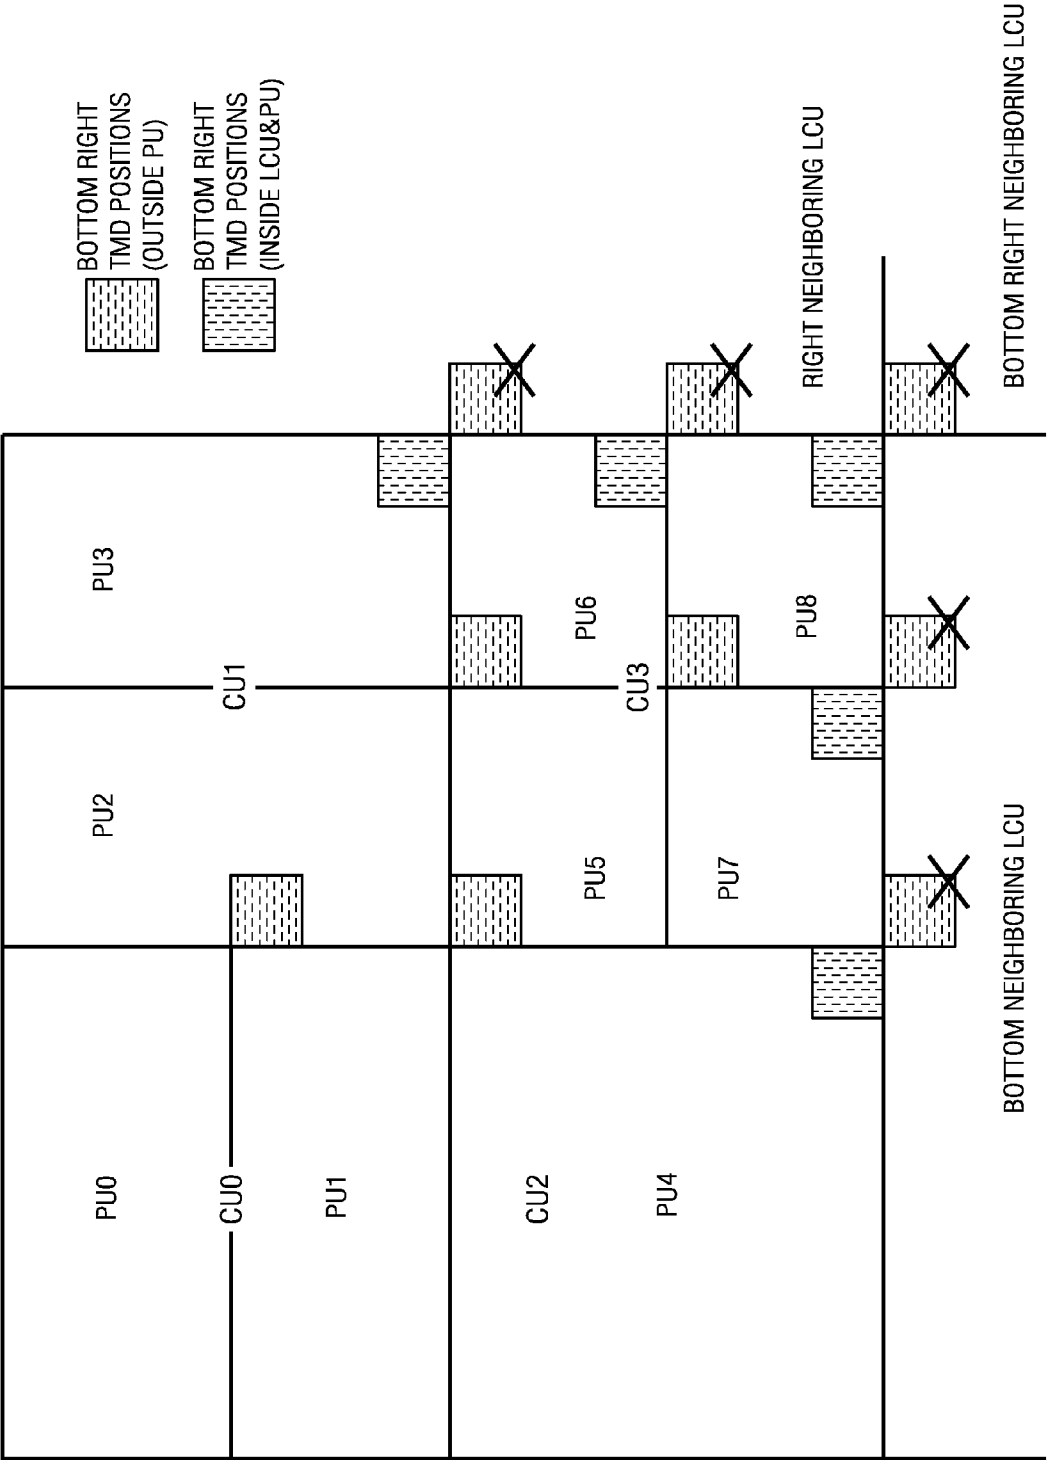 PU0
CU0
PU1
PU2
CU1
PU3
CU2
PU4
PU5
CU3
PU6
PU7
PU8
BOTTOM RIGHT
TMD POSITIONS
(OUTSIDE PU)
BOTTOM RIGHT
TMD POSITIONS
(INSIDE LCU&PU)
RIGHT NEIGHBORING LCU
BOTTOM NEIGHBORING LCU
BOTTOM RIGHT NEIGHBORING LCU